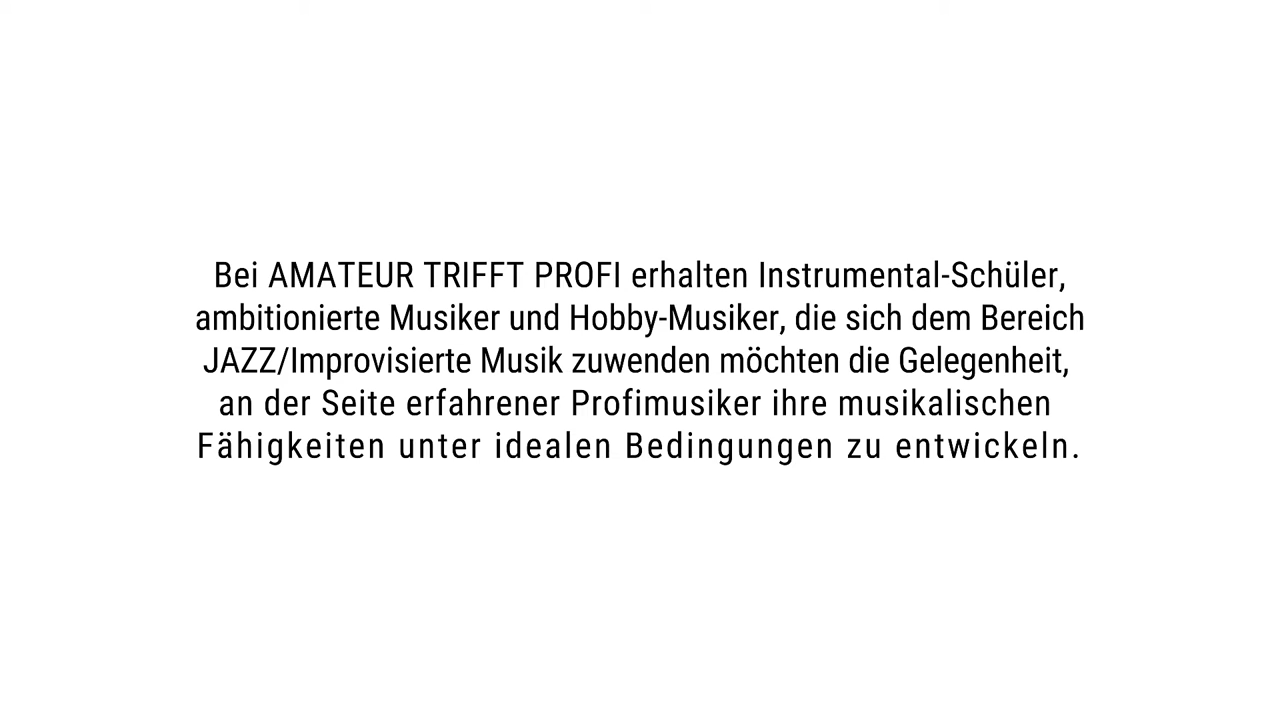 Bei AMATEUR TRIFFT PROFI erhalten Instrumental-Schüler,
ambitionierte Musiker und Hobby-Musiker, die sich dem Bereich
JAZZ/Improvisierte Musik zuwenden möchten die Gelegenheit,
an der Seite erfahrener Profimusiker ihre musikalischen
Fähigkeiten unter idealen Bedingungen zu entwickeln.